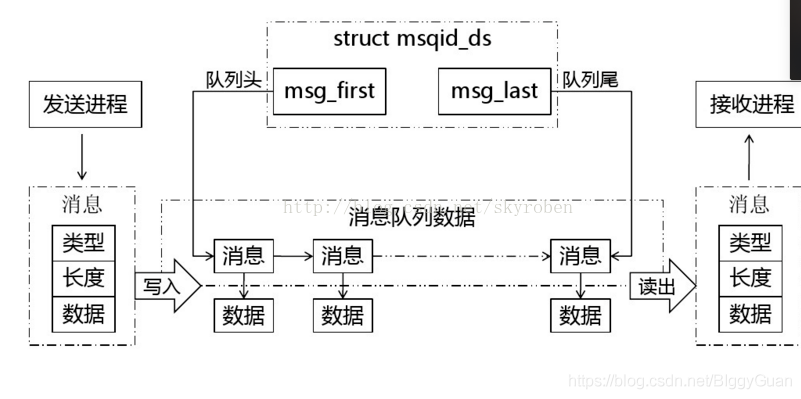 struct msqid_ds
队列头
msg_first
msg_last
队列尾
发送进程
接收进程
消息
类型
长度
数据
写入
http://blog.csdn.net/skyroben
消息队列数据
消息
消息
消息
数据
数据
数据
读出
消息
类型
长度
数据
https://blog.csdn.net/BIggyGuan